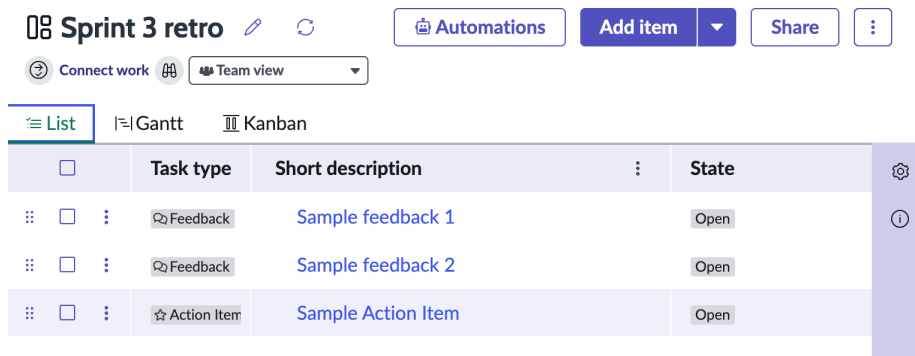 Sprint 3 retro Automations Add item Share
Connect work Team view
List Gantt Kanban
Task type Short description State
Feedback Sample feedback 1 Open
Feedback Sample feedback 2 Open
Action Item Sample Action Item Open